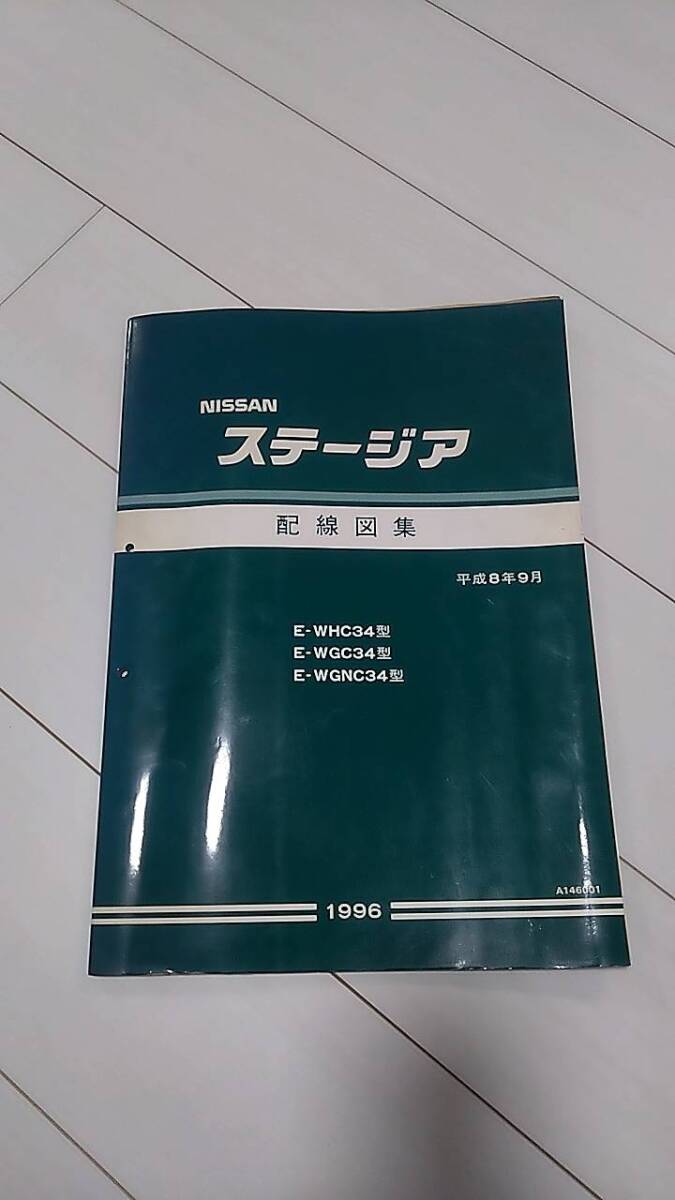 NISSAN
ステージア
配線図集
平成8年9月
E-WHC34型
E-WGC34型
E-WGNC34型
A146001
1996